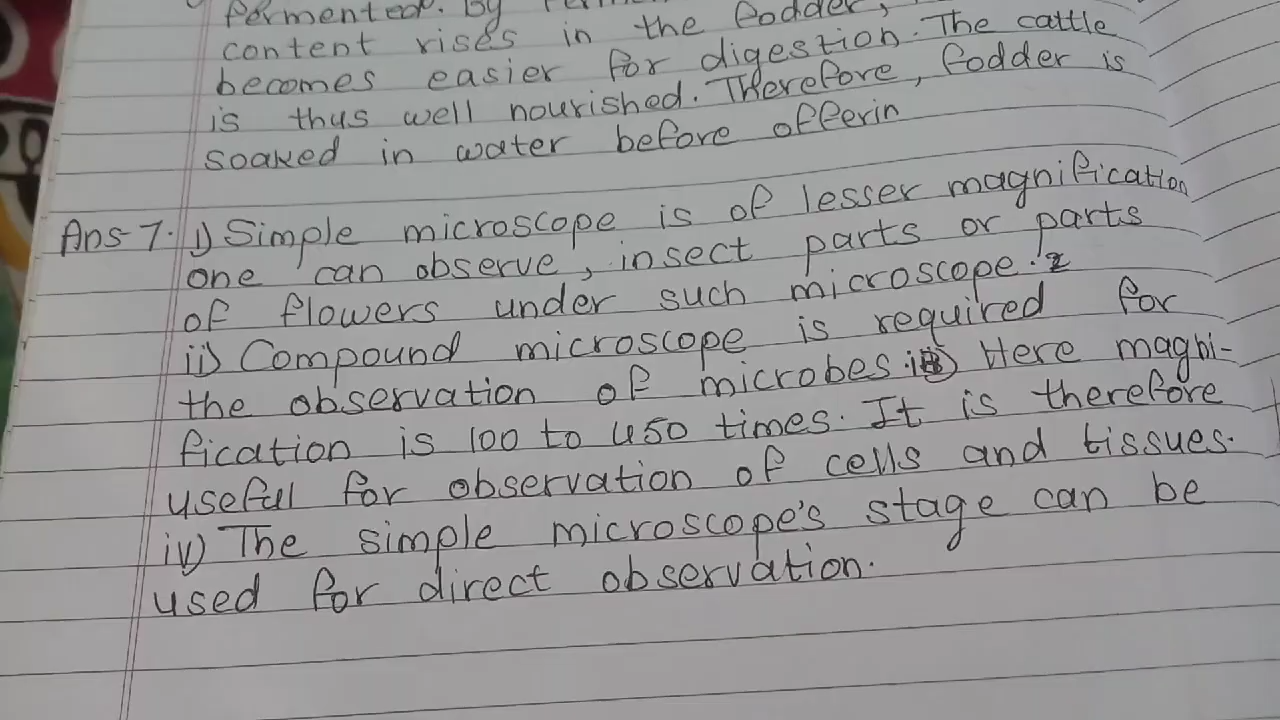 fermented. By
content rises in the fodder,
becomes easier for digestion. The cattle
is thus well nourished. Therefore, fodder is
soaked in water before offerin
Ans 7. i) Simple microscope is of lesser magnification
one can observe, insect parts or parts
of flowers under such microscope.
ii) Compound microscope is required for
the observation of microbes. Here magni-
fication is 100 to 450 times. It is therefore
useful for observation of cells and tissues.
iv) The simple microscope's stage can be
used for direct observation.